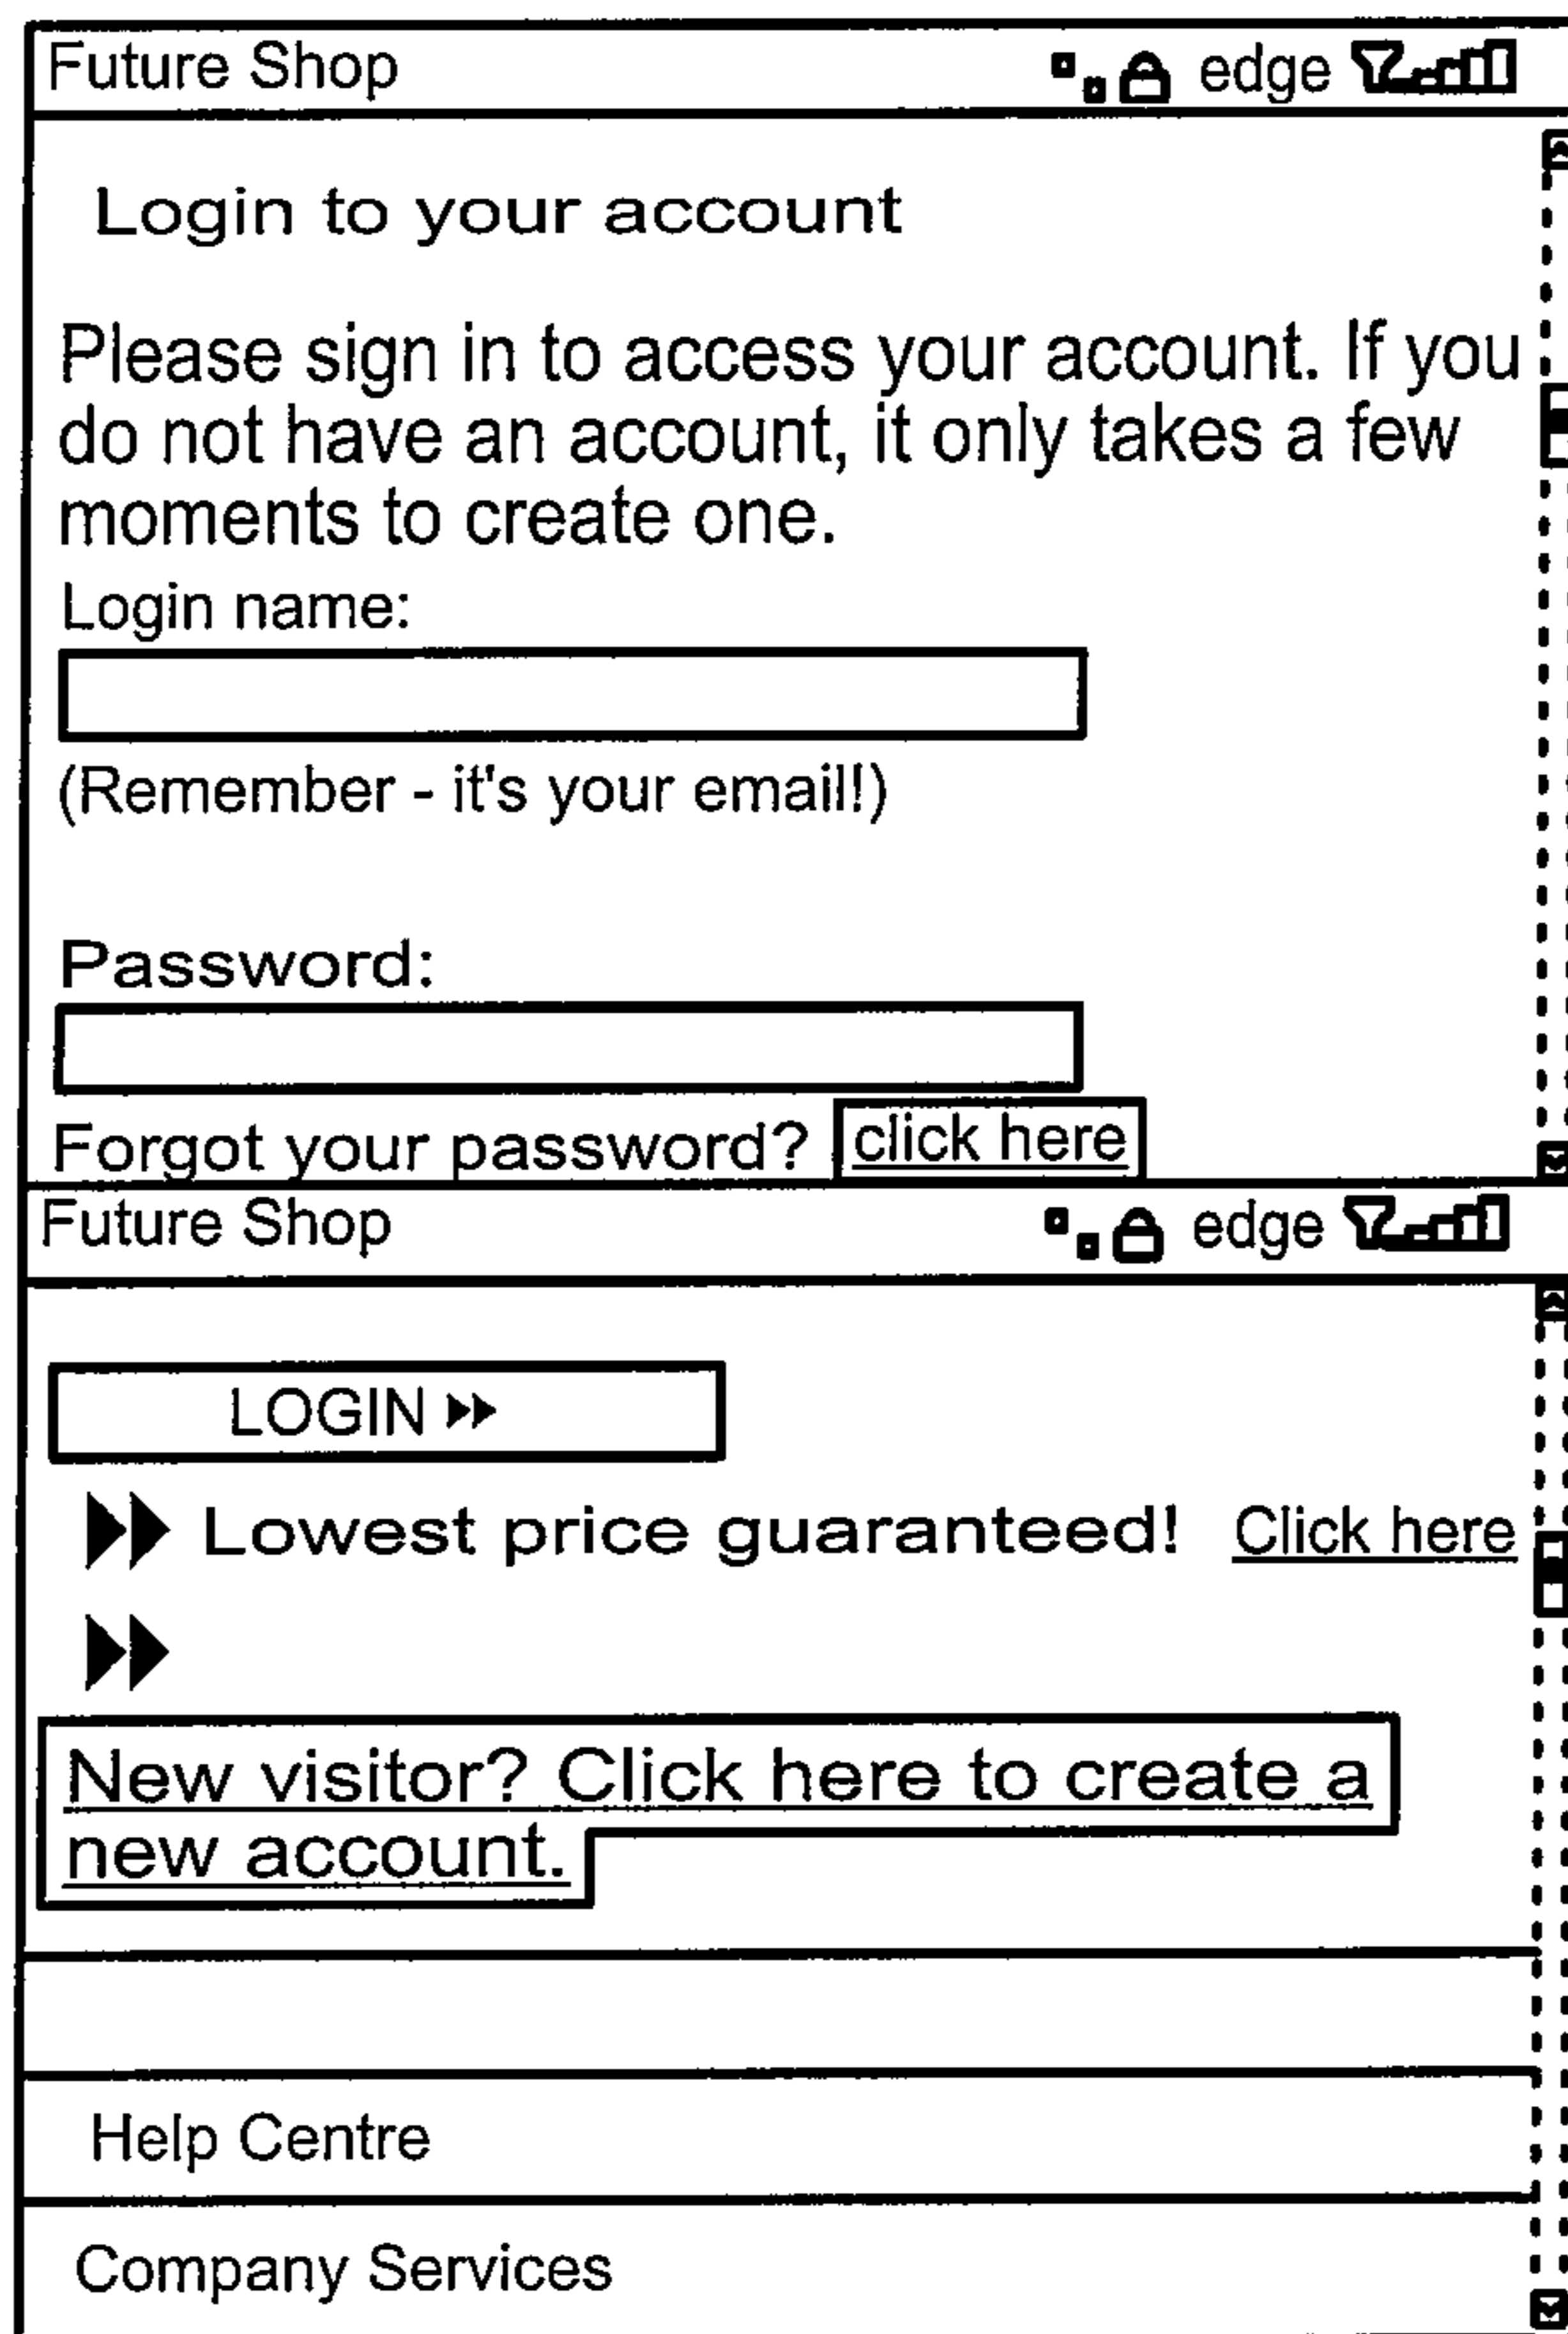 Future Shop edge
Login to your account
Please sign in to access your account. If you
do not have an account, it only takes a few
moments to create one.
Login name:
(Remember - it's your email!)
Password:
Forgot your password? click here
Future Shop edge
LOGIN
Lowest price guaranteed! Click here
New visitor? Click here to create a
new account.
Help Centre
Company Services